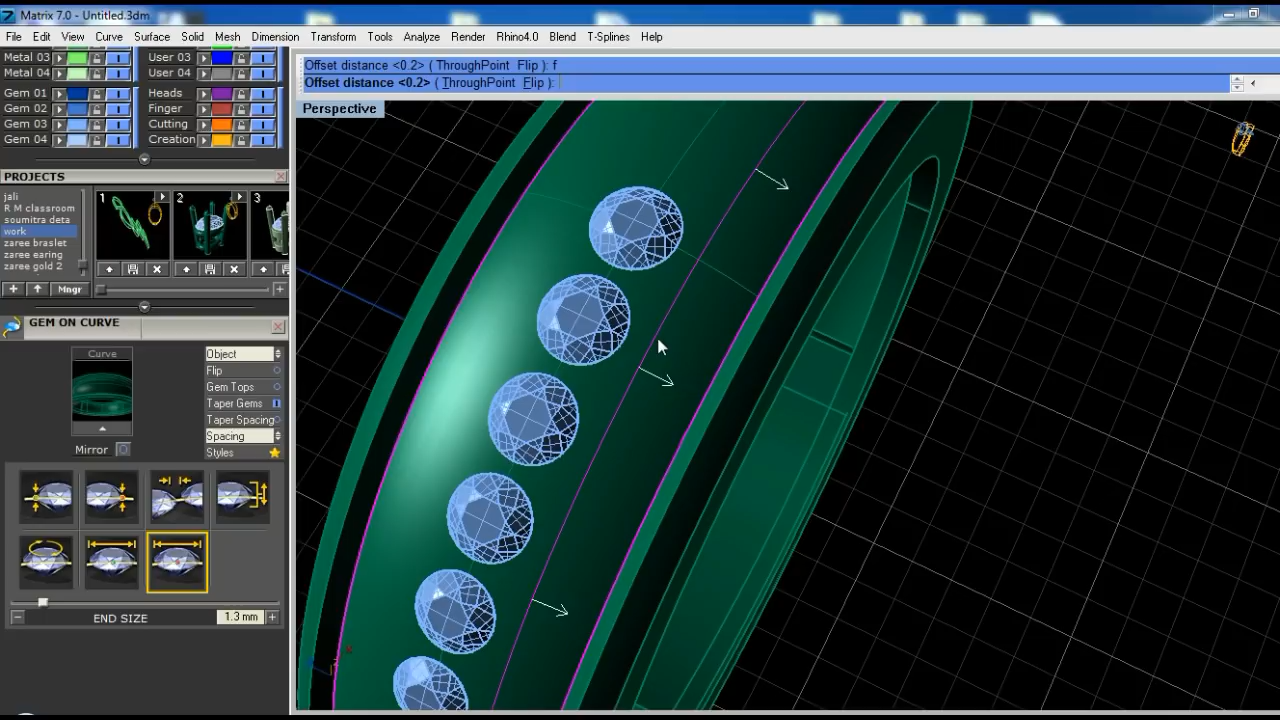 Matrix 7.0 - Untitled.3dm
File Edit View Curve Surface Solid Mesh Dimension Transform Tools Analyze Render Rhino4.0 Blend T-Splines Help
Metal 03 User 03
Metal 04 User 04
Gem 01 Heads
Gem 02 Finger
Gem 03 Cutting
Gem 04 Creation
Offset distance <0.2> ( ThroughPoint Flip ): f
Offset distance <0.2> ( ThroughPoint Flip ):
Perspective
PROJECTS
jali
R M classroom
soumitra deta
work
zaree braslet
zaree earing
zaree gold 2
1 2 3
Mngr
GEM ON CURVE
Curve
Mirror
Object
Flip
Gem Tops
Taper Gems
Taper Spacing
Spacing
Styles
END SIZE 1.3 mm